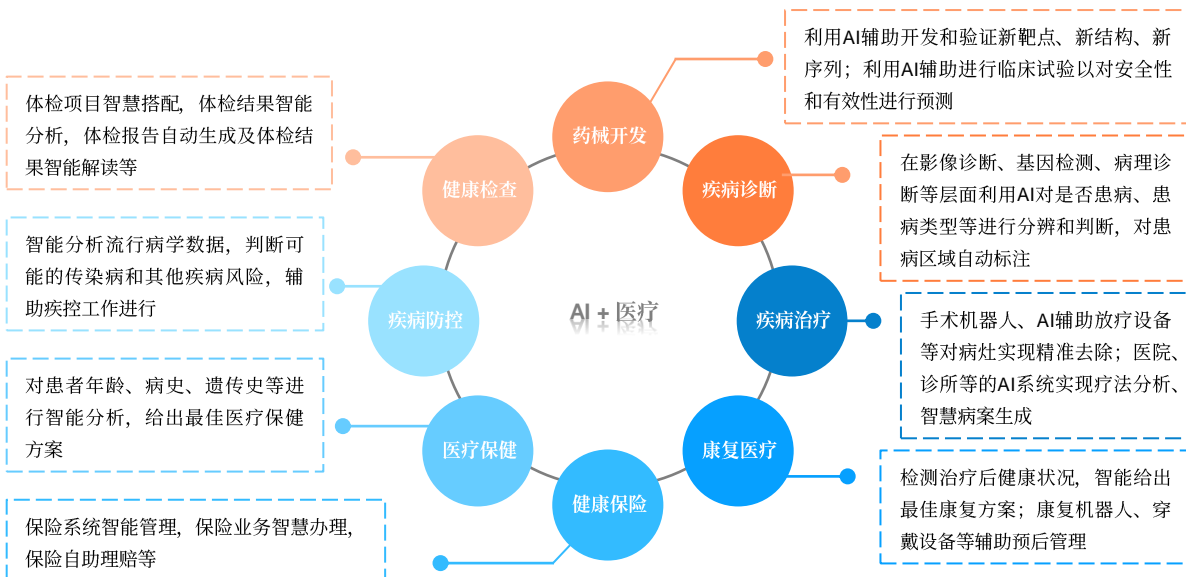 利用AI辅助开发和验证新靶点、新结构、新
序列；利用AI辅助进行临床试验以对安全性
和有效性进行预测
体检项目智慧搭配，体检结果智能
分析，体检报告自动生成及体检结
果智能解读等
药械开发
健康检查
疾病诊断
在影像诊断、基因检测、病理诊
断等层面利用AI对是否患病、患
病类型等进行分辨和判断，对患
病区域自动标注
智能分析流行病学数据，判断可
能的传染病和其他疾病风险，辅
助疾控工作进行
疾病防控
AI + 医疗
疾病治疗
手术机器人、AI辅助放疗设备
等对病灶实现精准去除；医院、
诊所等的AI系统实现疗法分析、
智慧病案生成
对患者年龄、病史、遗传史等进
行智能分析，给出最佳医疗保健
方案
医疗保健
康复医疗
检测治疗后健康状况，智能给出
最佳康复方案；康复机器人、穿
戴设备等辅助预后管理
健康保险
保险系统智能管理，保险业务智慧办理，
保险自助理赔等